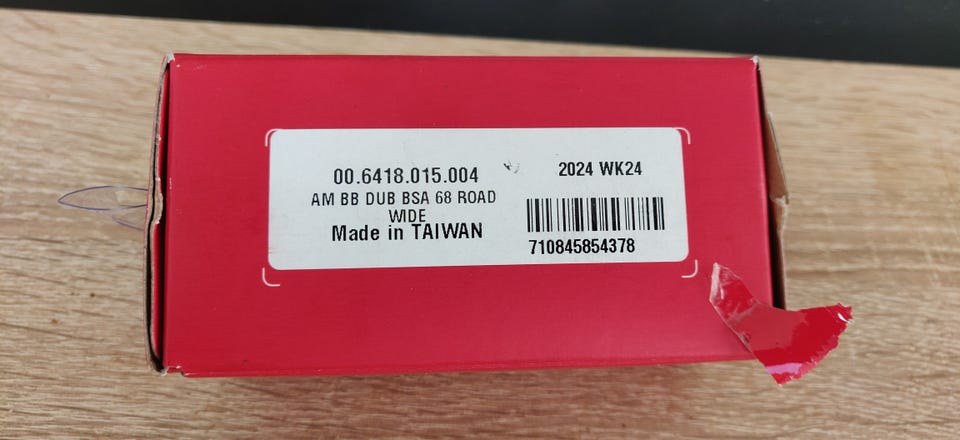 00.6418.015.004
AM BB DUB BSA 68 ROAD
WIDE
Made in TAIWAN
2024 WK24
710845854378